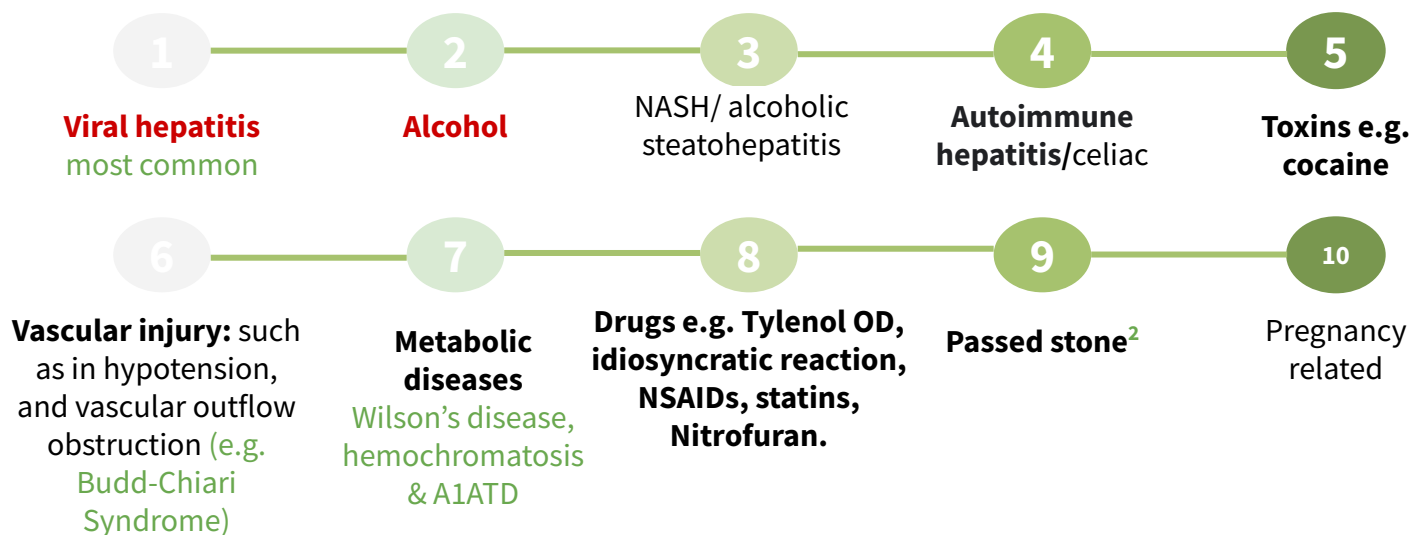 1
2
3
4
5
Viral hepatitis
most common
Alcohol
NASH/ alcoholic
steatohepatitis
Autoimmune
hepatitis/celiac
Toxins e.g.
cocaine
6
7
8
9
10
Vascular injury: such
as in hypotension,
and vascular outflow
obstruction (e.g.
Budd-Chiari
Syndrome)
Metabolic
diseases
Wilson's disease,
hemochromatosis
& A1ATD
Drugs e.g. Tylenol OD,
idiosyncratic reaction,
NSAIDs, statins,
Nitrofuran.
Passed stone²
Pregnancy
related